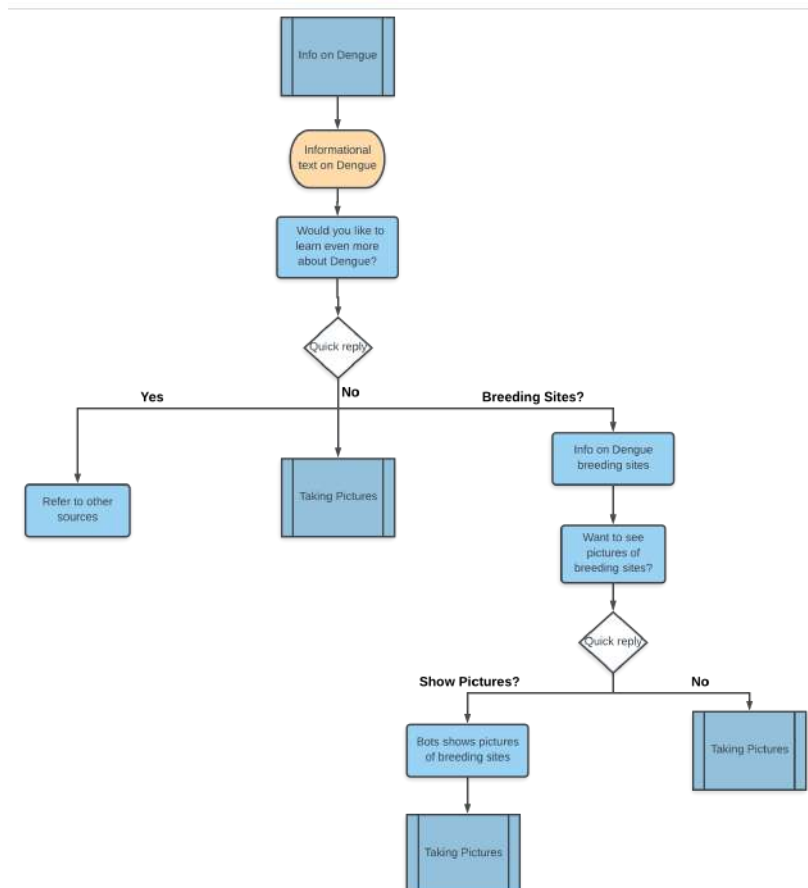 Info on Dengue
Informational
text on Dengue
Would you like to
learn even more
about Dengue?
Quick reply
Yes
No
Breeding Sites?
Refer to other
sources
Taking Pictures
Info on Dengue
breeding sites
Want to see
pictures of
breeding sites?
Quick reply
Show Pictures?
No
Bots shows pictures
of breeding sites
Taking Pictures
Taking Pictures